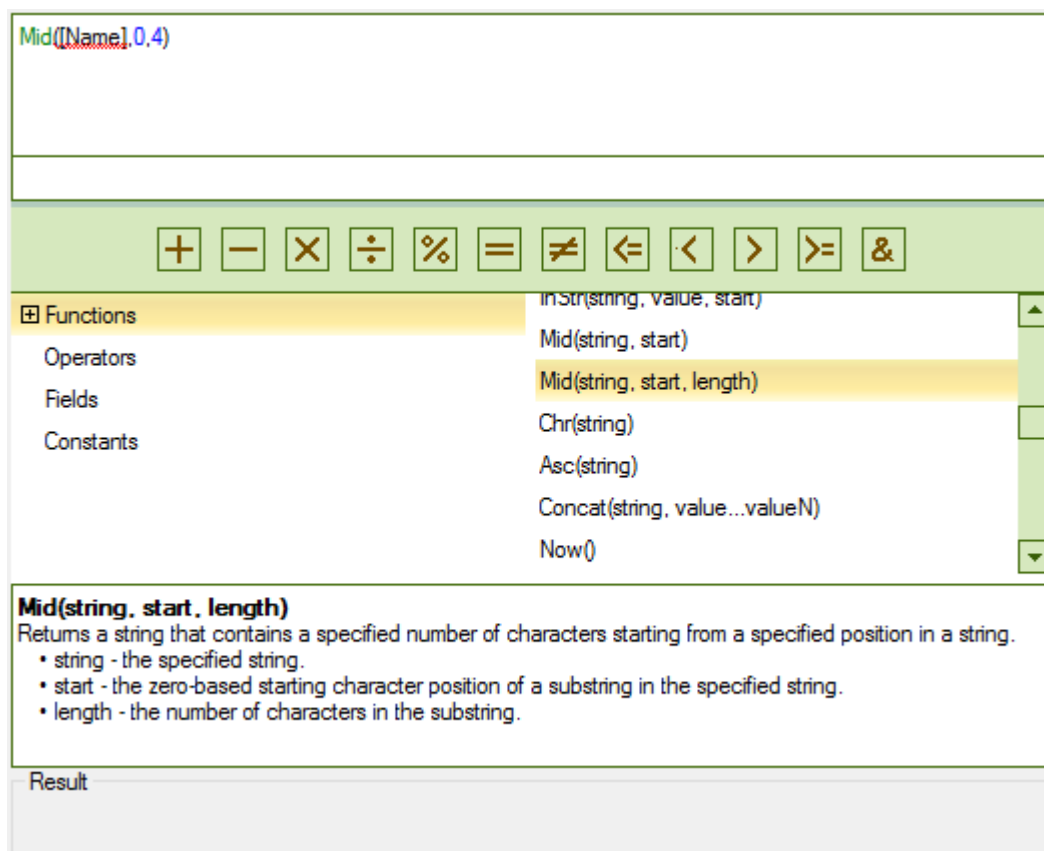 Mid([Name],0,4)
+ − × ÷ % = ≠ <= < > >= &
Functions
Operators
Fields
Constants
InStr(string, value, start)
Mid(string, start)
Mid(string, start, length)
Chr(string)
Asc(string)
Concat(string, value...valueN)
Now()
Mid(string, start, length)
Returns a string that contains a specified number of characters starting from a specified position in a string.
• string - the specified string.
• start - the zero-based starting character position of a substring in the specified string.
• length - the number of characters in the substring.
Result